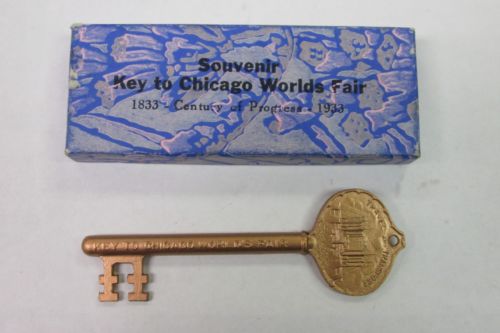 Souvenir
Key to Chicago Worlds Fair
1833 - Century of Progress - 1933
KEY TO CHICAGO WORLDS FAIR